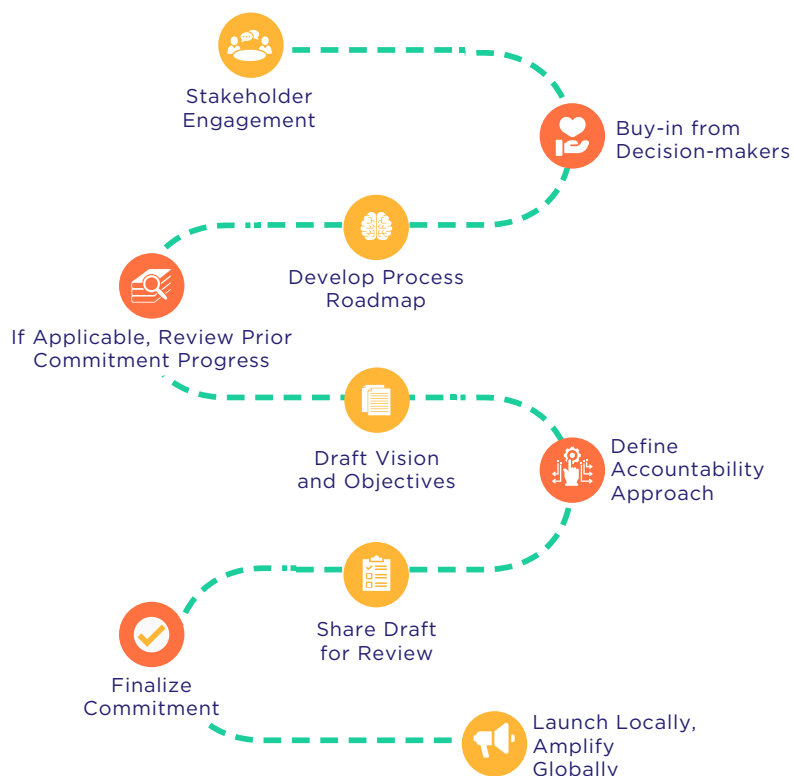 Stakeholder
Engagement
Buy-in from
Decision-makers
Develop Process
Roadmap
If Applicable, Review Prior
Commitment Progress
Draft Vision
and Objectives
Define
Accountability
Approach
Share Draft
for Review
Finalize
Commitment
Launch Locally,
Amplify
Globally